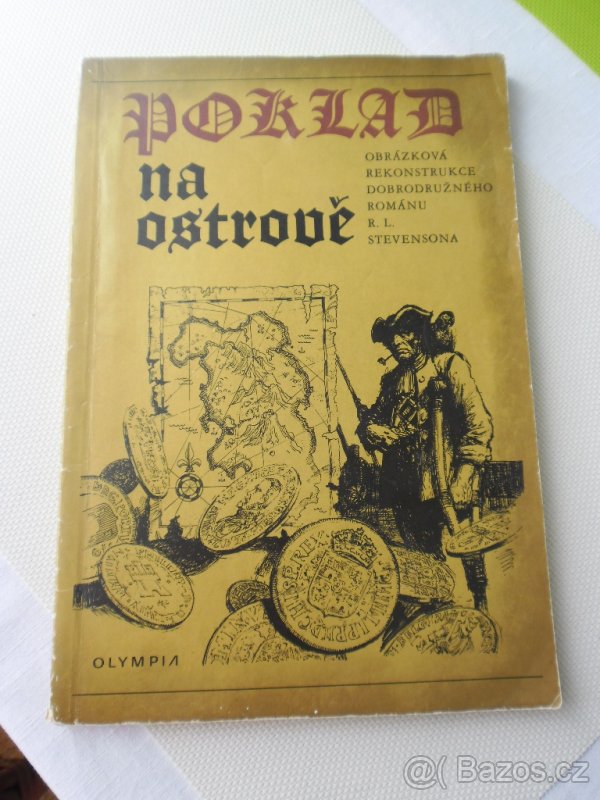 POKLAD
na
ostrově
OBRÁZKOVÁ
REKONSTRUKCE
DOBRODRUŽNÉHO
ROMÁNU
R. L.
STEVENSONA
OLYMPIA
@( Bazos.cz